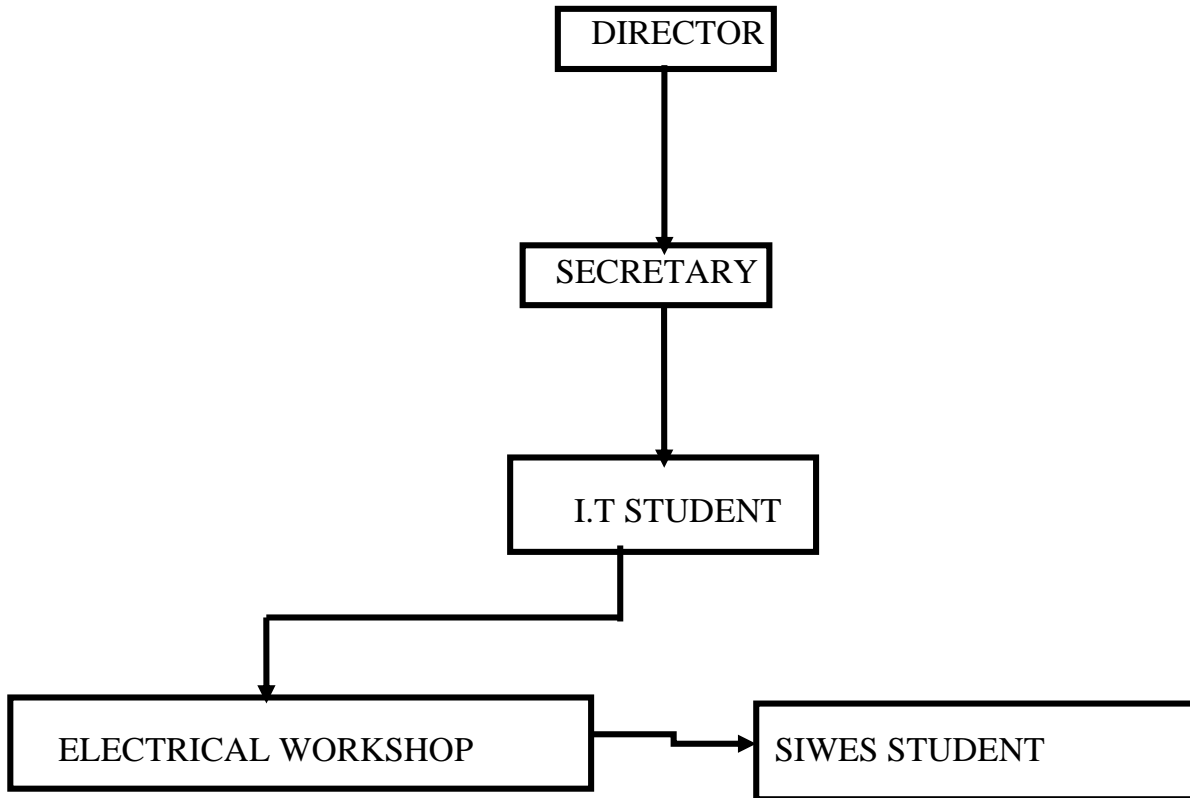 DIRECTOR
SECRETARY
I.T STUDENT
ELECTRICAL WORKSHOP
SIWES STUDENT